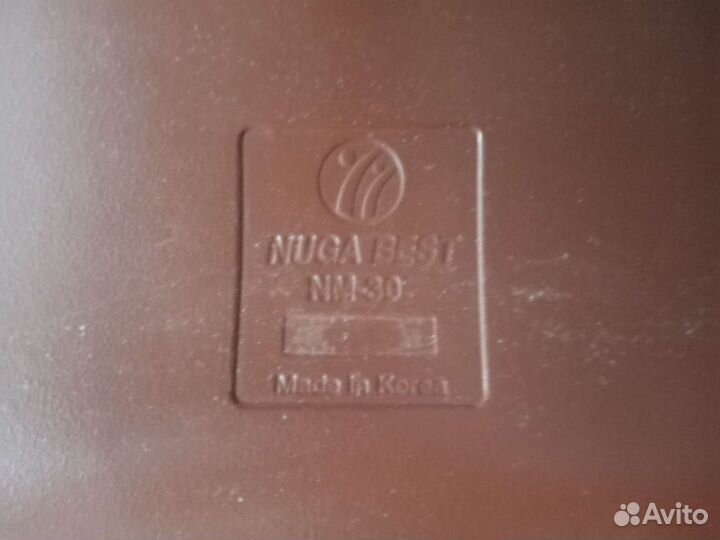 NUGA BEST
NM-30
Made in Korea
Avito